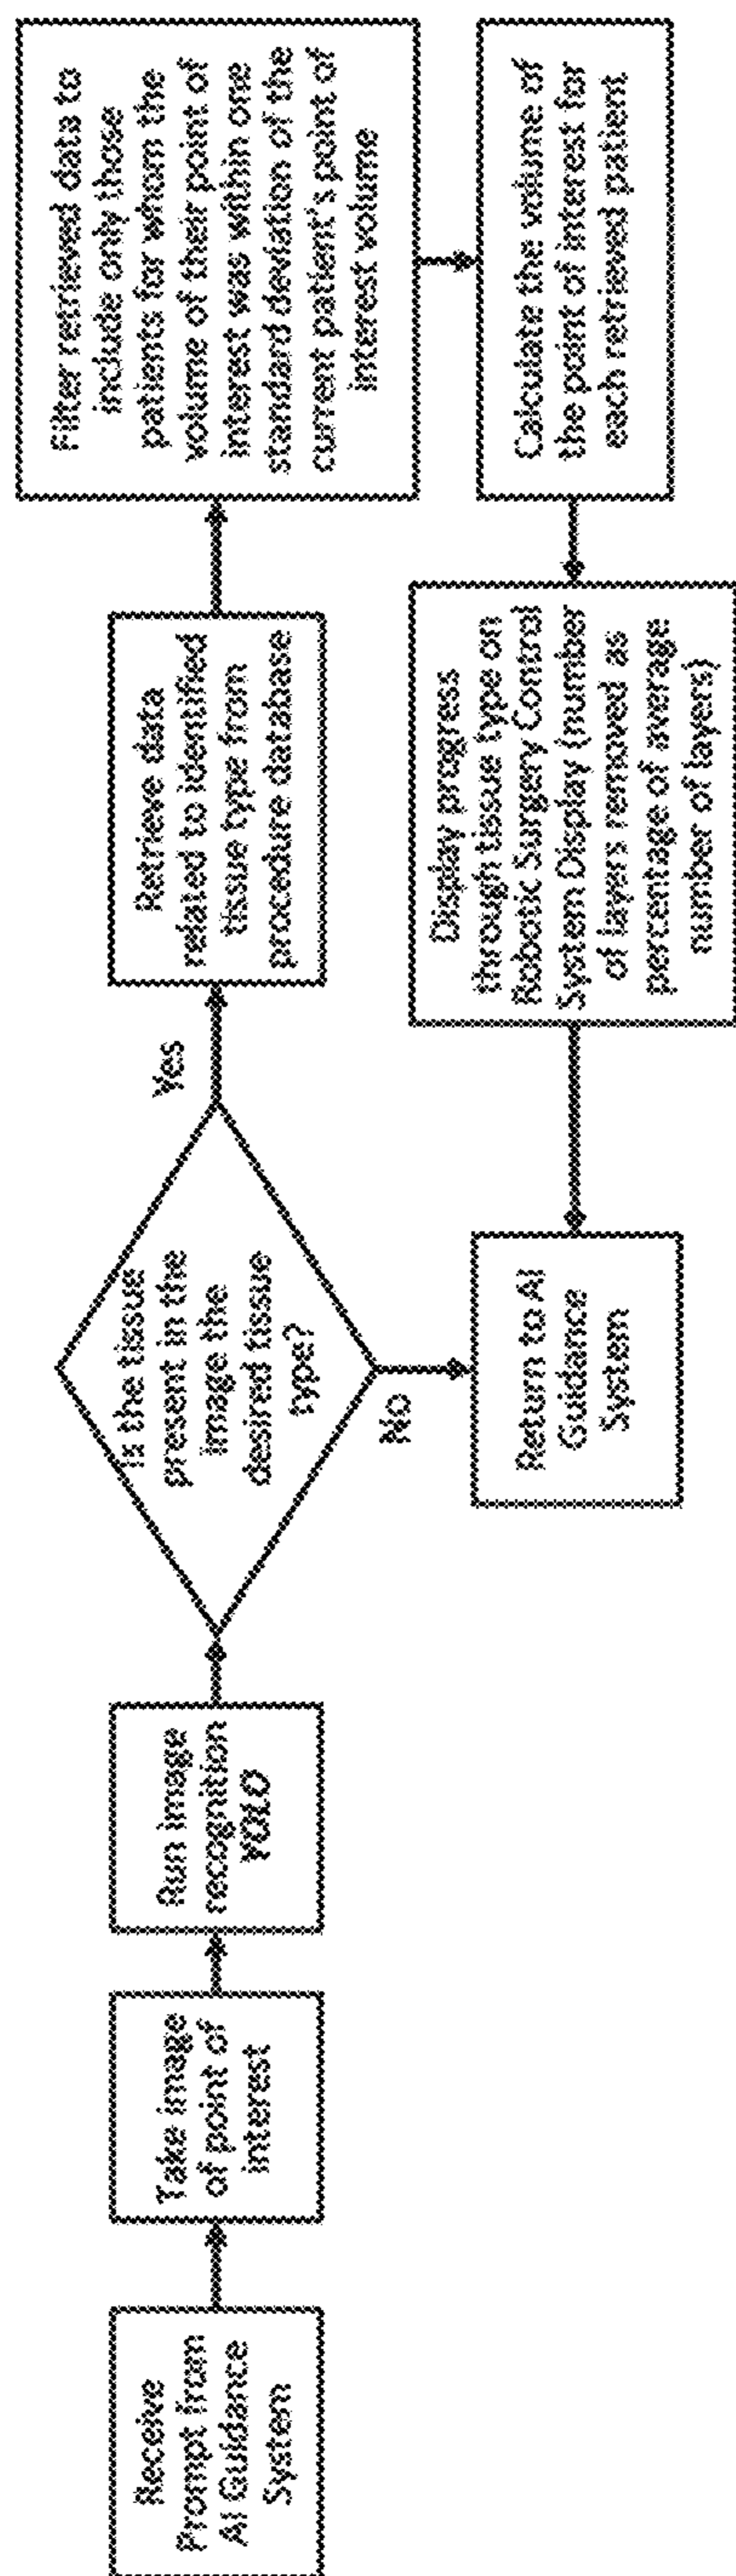 Receive
Prompt from
AI Guidance
System
Take image
of point of
interest
Run image
recognition
YOLO
Is the tissue
present in the
image the
desired tissue
type?
Yes
No
Retrieve data
related to identified
tissue type from
procedure database
Filter retrieved data to
include only those
patients for whom the
volume of their point of
interest was within one
standard deviation of the
current patient's point of
interest volume
Calculate the volume of
the point of interest for
each retrieved patient
Display progress
through tissue type on
Robotic Surgery Control
System Display (number
of layers removed as
percentage of average
number of layers)
Return to AI
Guidance
System